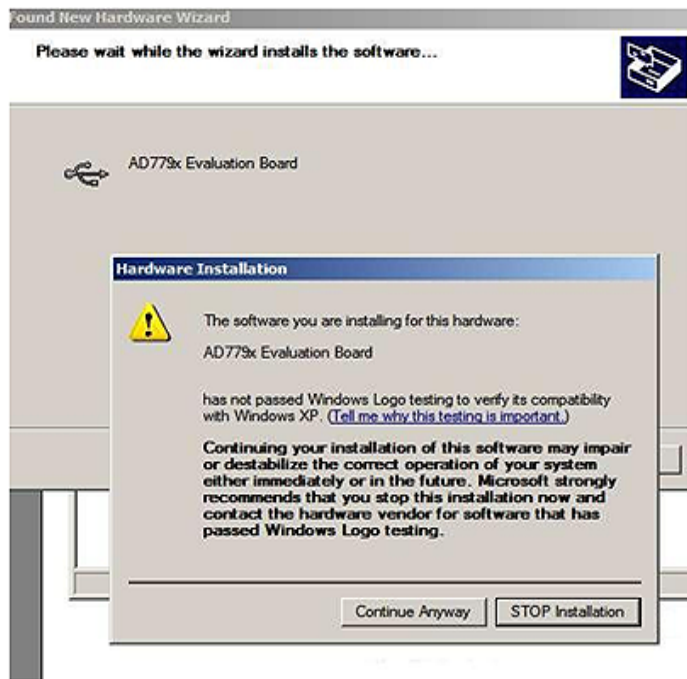 Found New Hardware Wizard
Please wait while the wizard installs the software...
AD779x Evaluation Board
Hardware Installation
The software you are installing for this hardware:
AD779x Evaluation Board
has not passed Windows Logo testing to verify its compatibility
with Windows XP. (Tell me why this testing is important.)
Continuing your installation of this software may impair
or destabilize the correct operation of your system
either immediately or in the future. Microsoft strongly
recommends that you stop this installation now and
contact the hardware vendor for software that has
passed Windows Logo testing.
Continue Anyway
STOP Installation